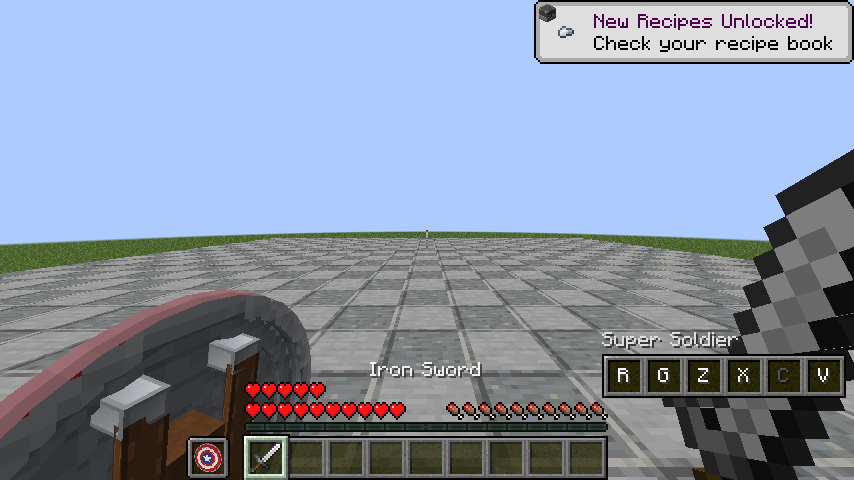 New Recipes Unlocked!
Check your recipe book
Super Soldier
Iron Sword
R G Z X C V